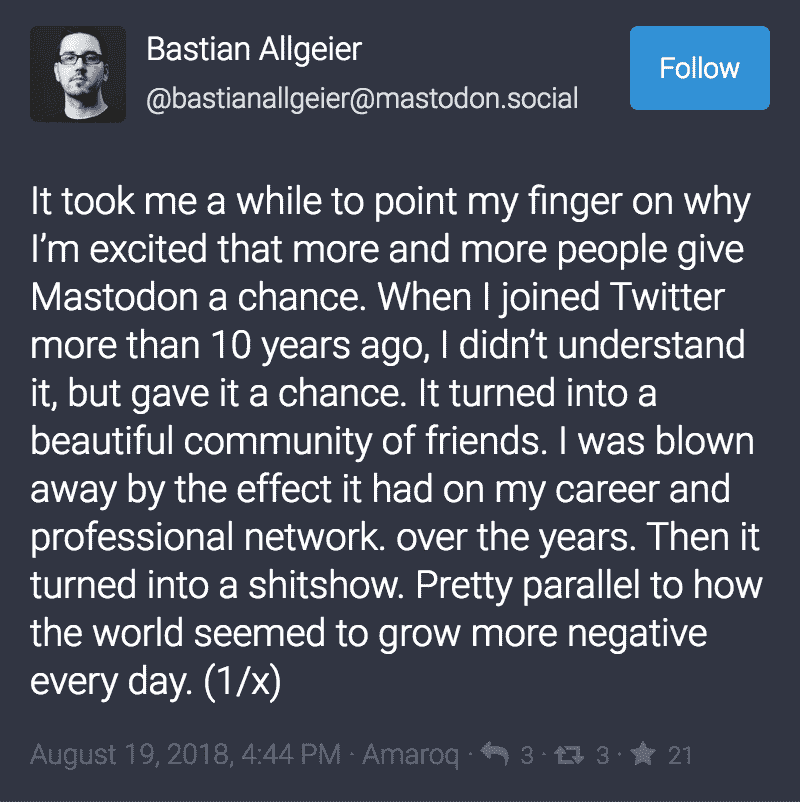 Bastian Allgeier
@bastianallgeier@mastodon.social
Follow
It took me a while to point my finger on why
I’m excited that more and more people give
Mastodon a chance. When I joined Twitter
more than 10 years ago, I didn’t understand
it, but gave it a chance. It turned into a
beautiful community of friends. I was blown
away by the effect it had on my career and
professional network. over the years. Then it
turned into a shitshow. Pretty parallel to how
the world seemed to grow more negative
every day. (1/x)
August 19, 2018, 4:44 PM · Amaroq · 3 · 3 · 21